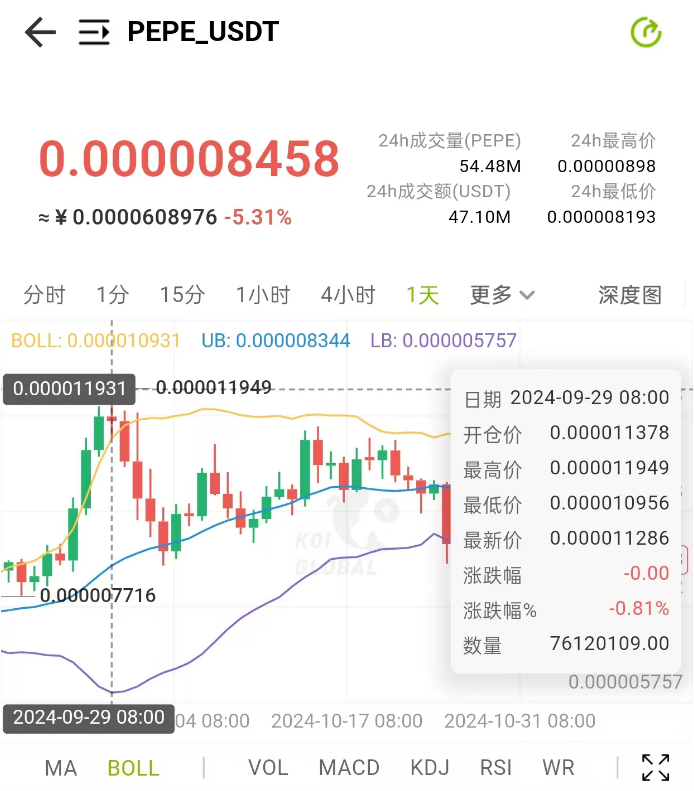 PEPE_USDT
0.000008458
≈ ¥ 0.0000608976 -5.31%
24h成交量(PEPE) 24h最高价
54.48M 0.00000898
24h成交额(USDT) 24h最低价
47.10M 0.000008193
分时 1分 15分 1小时 4小时 1天 更多 深度图
BOLL: 0.000010931 UB: 0.000008344 LB: 0.000005757
0.000011931 0.000011949
日期 2024-09-29 08:00
开仓价 0.000011378
最高价 0.000011949
最低价 0.000010956
最新价 0.000011286
涨跌幅 -0.00
涨跌幅% -0.81%
数量 76120109.00
KOI
GLOBAL
0.000007716
0.000005757
2024-09-29 08:00 04 08:00 2024-10-17 08:00 2024-10-31 08:00
MA BOLL VOL MACD KDJ RSI WR